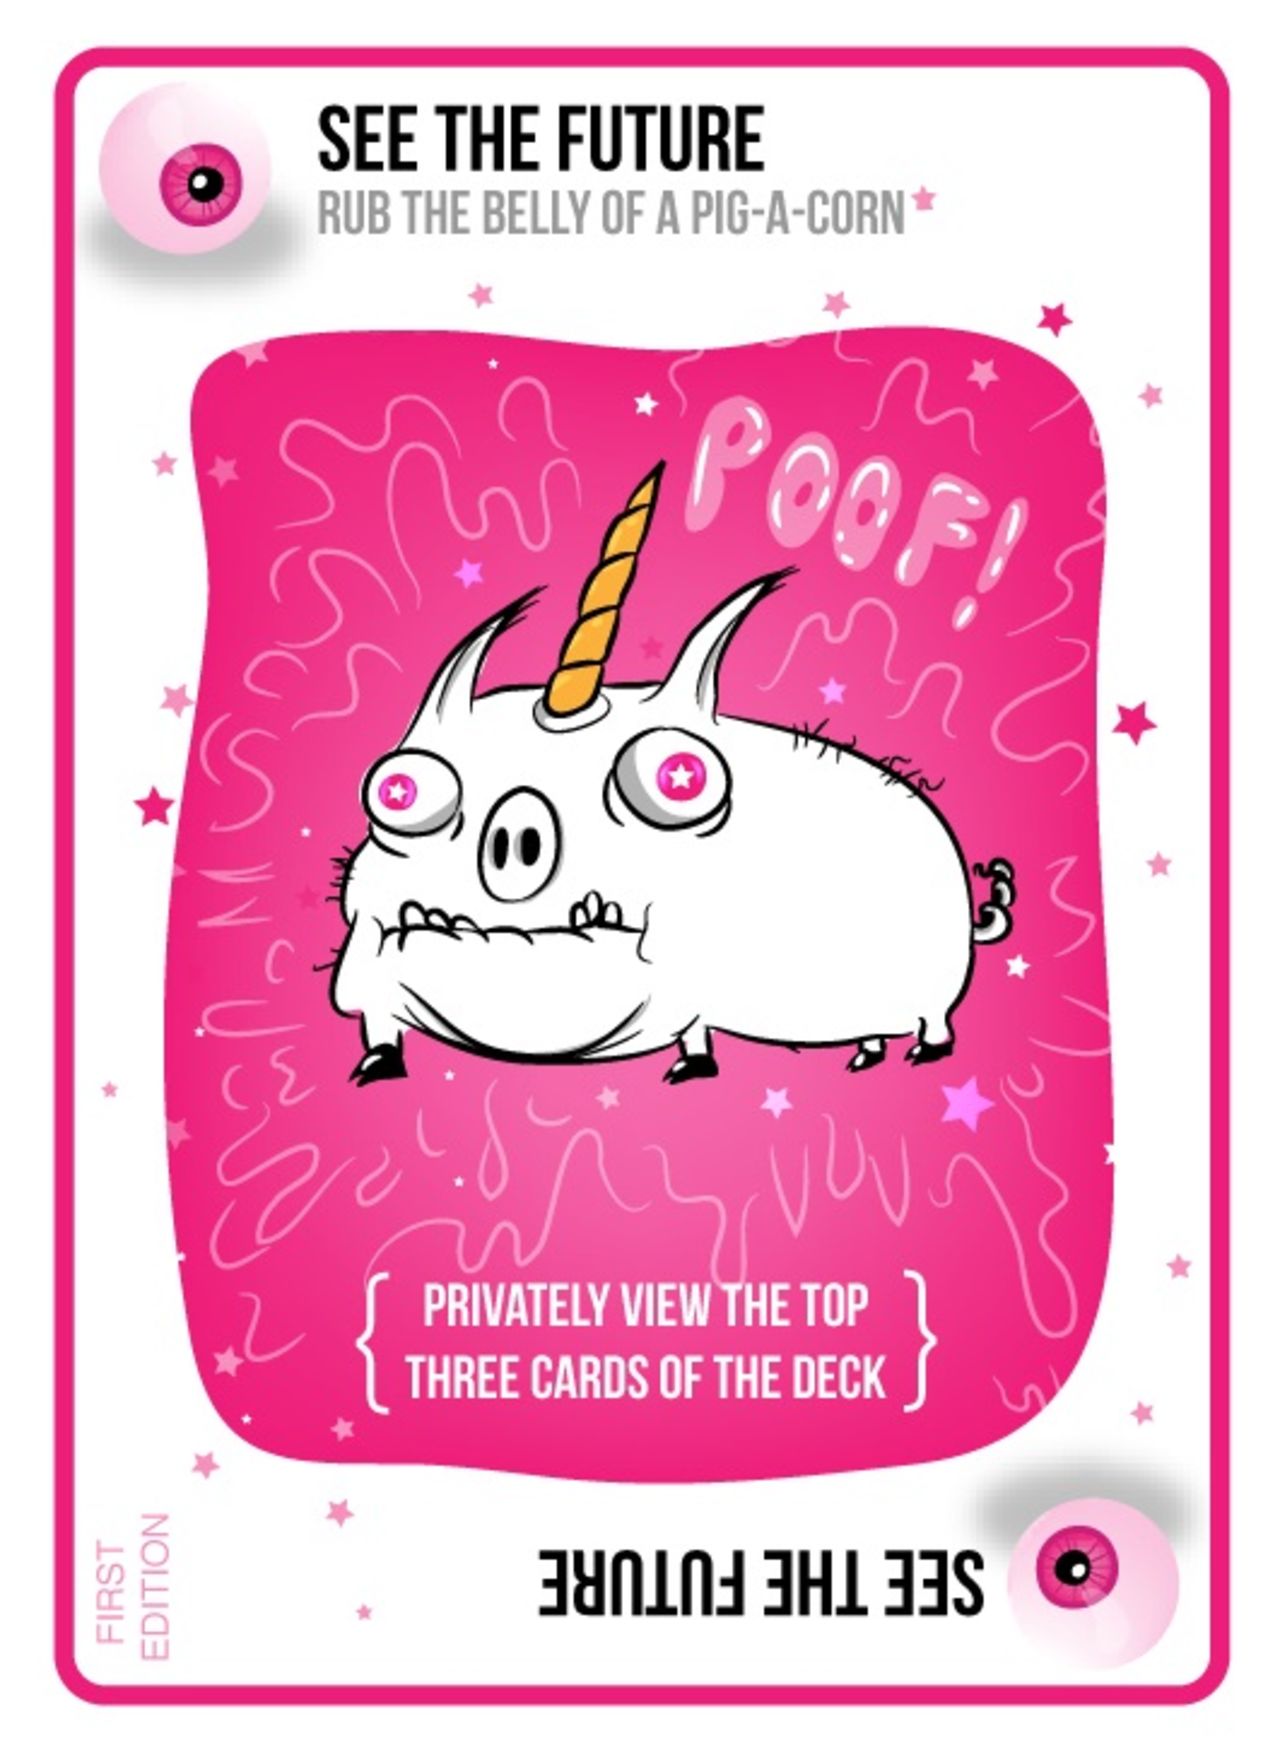 SEE THE FUTURE
RUB THE BELLY OF A PIG-A-CORN
POOF!
PRIVATELY VIEW THE TOP
THREE CARDS OF THE DECK
FIRST
EDITION
SEE THE FUTURE